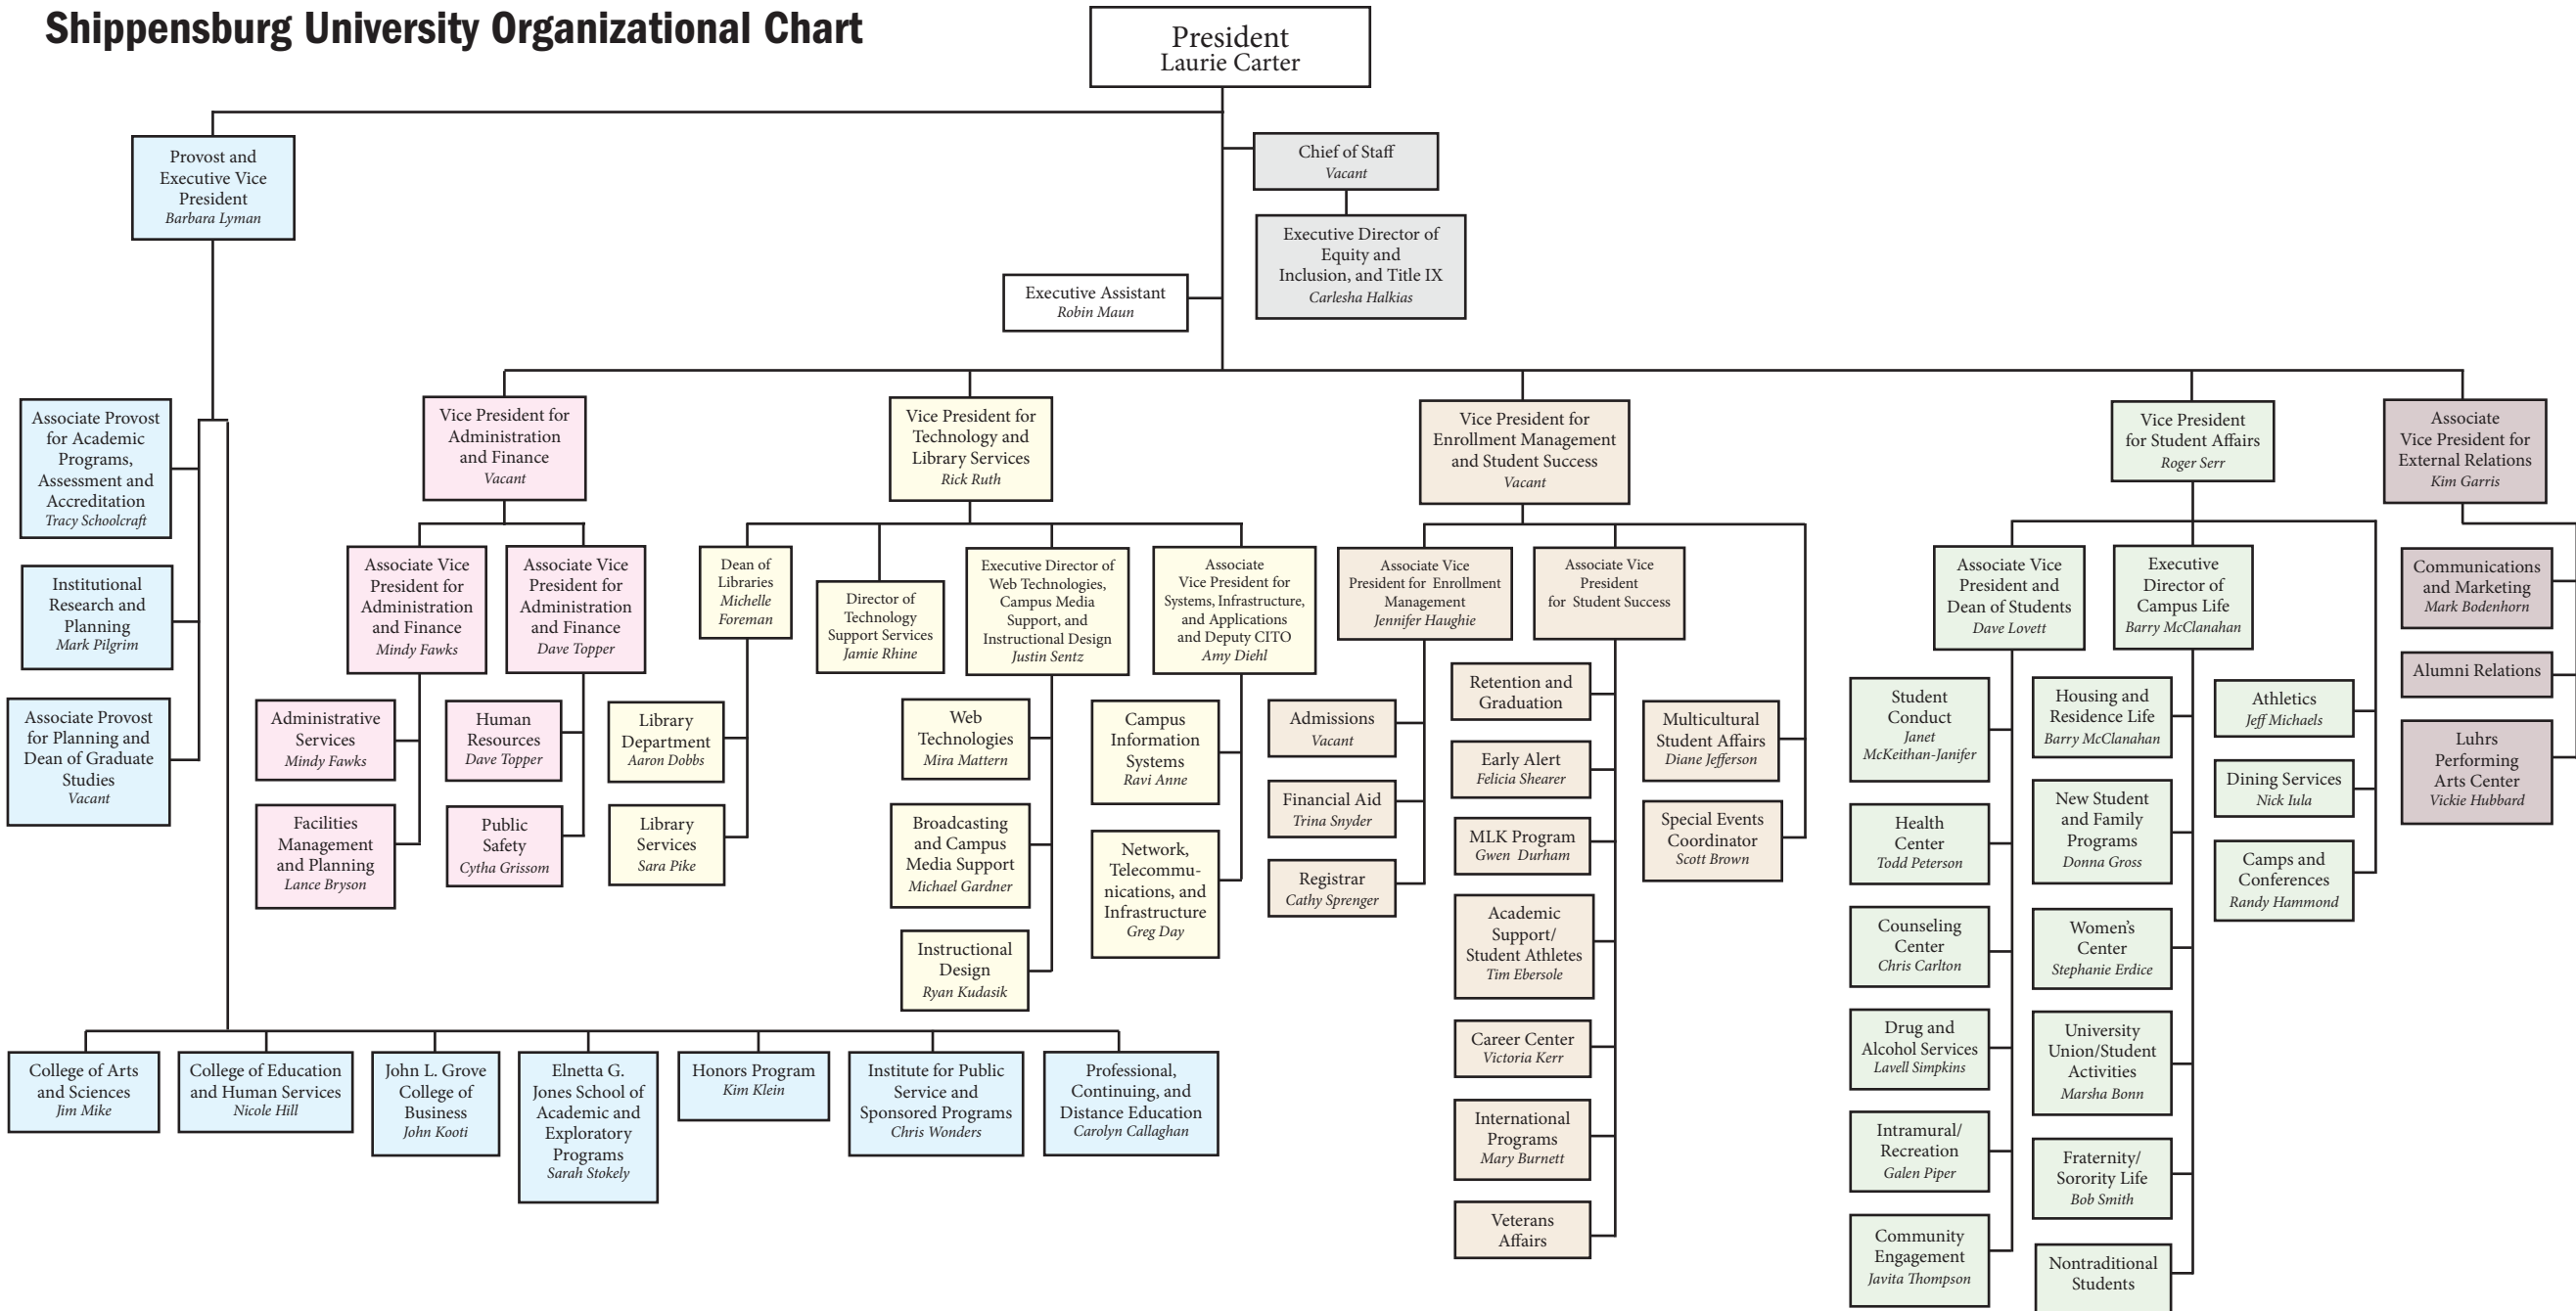 Shippensburg University Organizational Chart
President
Laurie Carter
Provost and
Executive Vice
President
Barbara Lyman
Chief of Staff
Vacant
Executive Director of
Equity and
Inclusion, and Title IX
Carlesha Halkias
Executive Assistant
Robin Maun
Associate Provost
for Academic
Programs,
Assessment and
Accreditation
Tracy Schoolcraft
Institutional
Research and
Planning
Mark Pilgrim
Associate Provost
for Planning and
Dean of Graduate
Studies
Vacant
Vice President for
Administration
and Finance
Vacant
Associate Vice
President for
Administration
and Finance
Mindy Fawks
Associate Vice
President for
Administration
and Finance
Dave Topper
Administrative
Services
Mindy Fawks
Facilities
Management
and Planning
Lance Bryson
Human
Resources
Dave Topper
Public
Safety
Cytha Grissom
Vice President for
Technology and
Library Services
Rick Ruth
Dean of
Libraries
Michelle
Foreman
Director of
Technology
Support Services
Jamie Rhine
Executive Director of
Web Technologies,
Campus Media
Support, and
Instructional Design
Justin Sentz
Associate
Vice President for
Systems, Infrastructure,
and Applications
and Deputy CITO
Amy Diehl
Library
Department
Aaron Dobbs
Library
Services
Sara Pike
Web
Technologies
Mira Mattern
Broadcasting
and Campus
Media Support
Michael Gardner
Instructional
Design
Ryan Kudasik
Campus
Information
Systems
Ravi Anne
Network,
Telecommu-
nications, and
Infrastructure
Greg Day
Vice President for
Enrollment Management
and Student Success
Vacant
Associate Vice
President for Enrollment
Management
Jennifer Haughie
Associate Vice
President
for Student Success
Admissions
Vacant
Financial Aid
Trina Snyder
Registrar
Cathy Sprenger
Retention and
Graduation
Early Alert
Felicia Shearer
MLK Program
Gwen Durham
Academic
Support/
Student Athletes
Tim Ebersole
Career Center
Victoria Kerr
International
Programs
Mary Burnett
Veterans
Affairs
Multicultural
Student Affairs
Diane Jefferson
Special Events
Coordinator
Scott Brown
Vice President
for Student Affairs
Roger Serr
Associate Vice
President and
Dean of Students
Dave Lovett
Executive
Director of
Campus Life
Barry McClanahan
Student
Conduct
Janet
McKeithan-Janifer
Health
Center
Todd Peterson
Counseling
Center
Chris Carlton
Drug and
Alcohol Services
Lavell Simpkins
Intramural/
Recreation
Galen Piper
Community
Engagement
Javita Thompson
Housing and
Residence Life
Barry McClanahan
New Student
and Family
Programs
Donna Gross
Women's
Center
Stephanie Erdice
University
Union/Student
Activities
Marsha Bonn
Fraternity/
Sorority Life
Bob Smith
Nontraditional
Students
Athletics
Jeff Michaels
Dining Services
Nick Iula
Camps and
Conferences
Randy Hammond
Associate
Vice President for
External Relations
Kim Garris
Communications
and Marketing
Mark Bodenhorn
Alumni Relations
Luhrs
Performing
Arts Center
Vickie Hubbard
College of Arts
and Sciences
Jim Mike
College of Education
and Human Services
Nicole Hill
John L. Grove
College of
Business
John Kooti
Elnetta G.
Jones School of
Academic and
Exploratory
Programs
Sarah Stokely
Honors Program
Kim Klein
Institute for Public
Service and
Sponsored Programs
Chris Wonders
Professional,
Continuing, and
Distance Education
Carolyn Callaghan